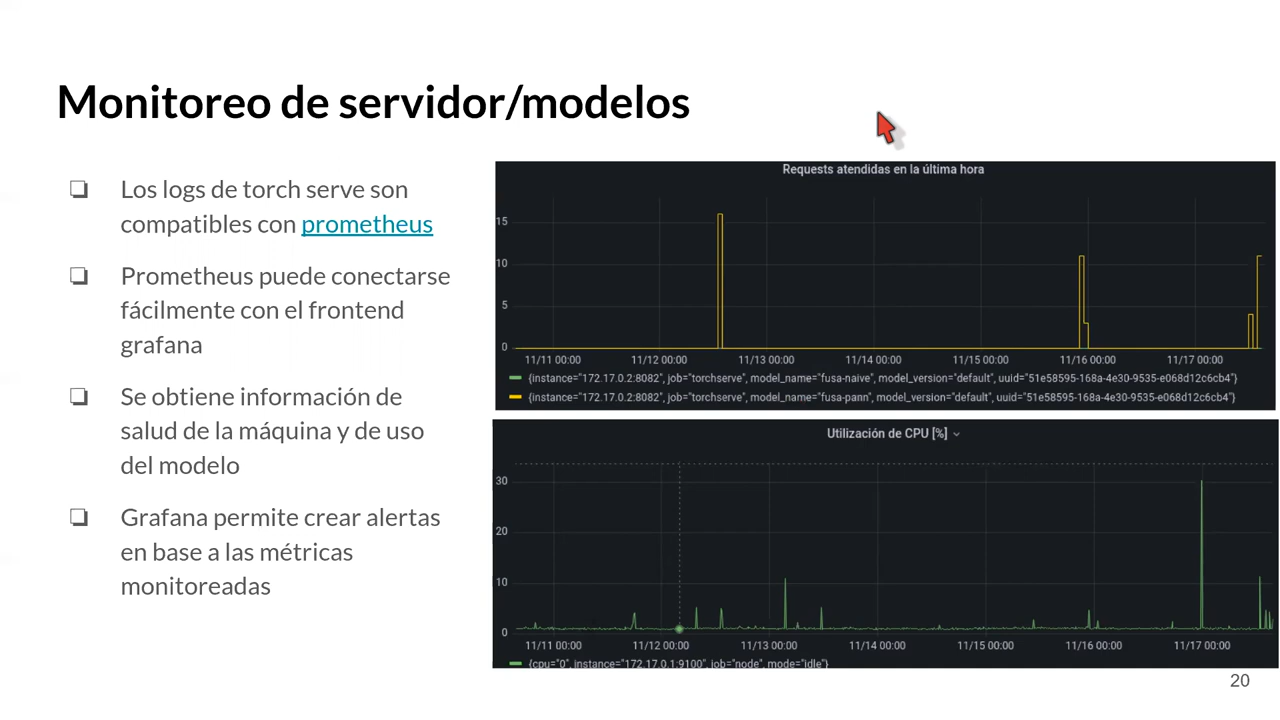 Monitoreo de servidor/modelos
❏ Los logs de torch serve son
compatibles con prometheus
❏ Prometheus puede conectarse
fácilmente con el frontend
grafana
❏ Se obtiene información de
salud de la máquina y de uso
del modelo
❏ Grafana permite crear alertas
en base a las métricas
monitoreadas
Requests atendidas en la última hora
15
10
5
0
11/11 00:00 11/12 00:00 11/13 00:00 11/14 00:00 11/15 00:00 11/16 00:00 11/17 00:00
{instance="172.17.0.2:8082", job="torchserve", model_name="fusa-naive", model_version="default", uuid="51e58595-168a-4e30-9535-e068d12c6cb4"}
{instance="172.17.0.2:8082", job="torchserve", model_name="fusa-pann", model_version="default", uuid="51e58595-168a-4e30-9535-e068d12c6cb4"}
Utilización de CPU [%]
30
20
10
0
11/11 00:00 11/12 00:00 11/13 00:00 11/14 00:00 11/15 00:00 11/16 00:00 11/17 00:00
{cpu="0", instance="172.17.0.1:9100", job="node", mode="idle"}
20